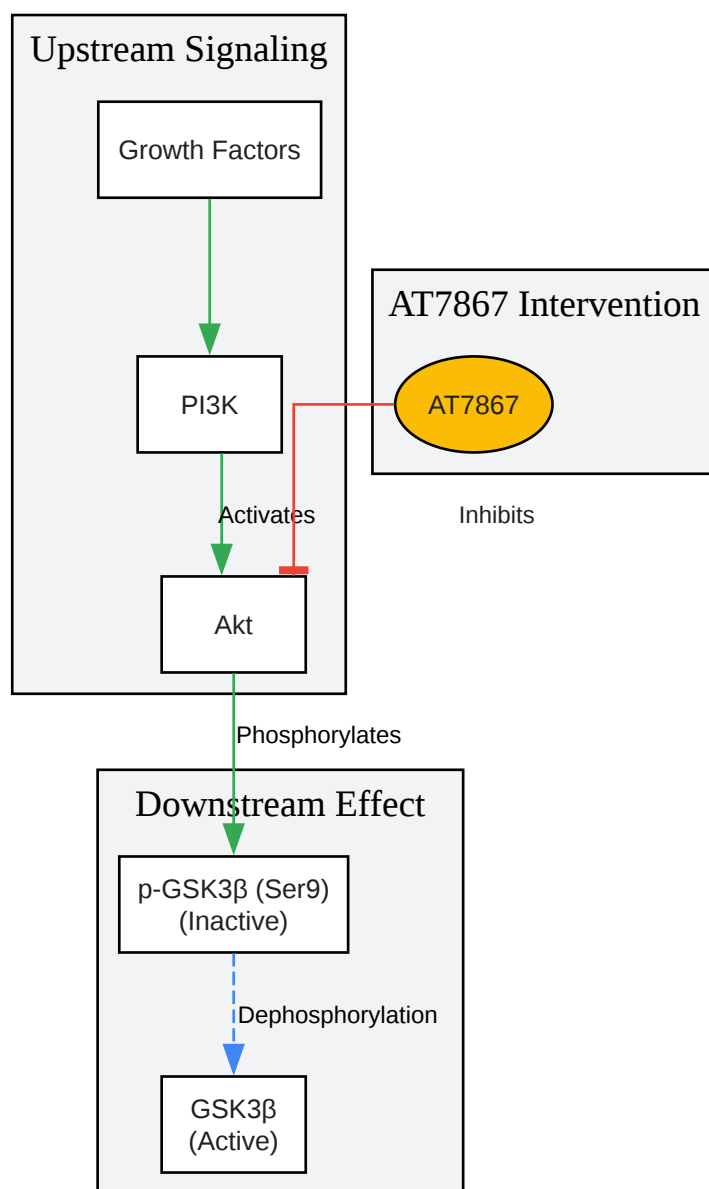 Upstream Signaling
Growth Factors
AT7867 Intervention
PI3K
AT7867
Activates
Inhibits
Akt
Phosphorylates
Downstream Effect
p-GSK3β (Ser9)
(Inactive)
Dephosphorylation
GSK3β
(Active)